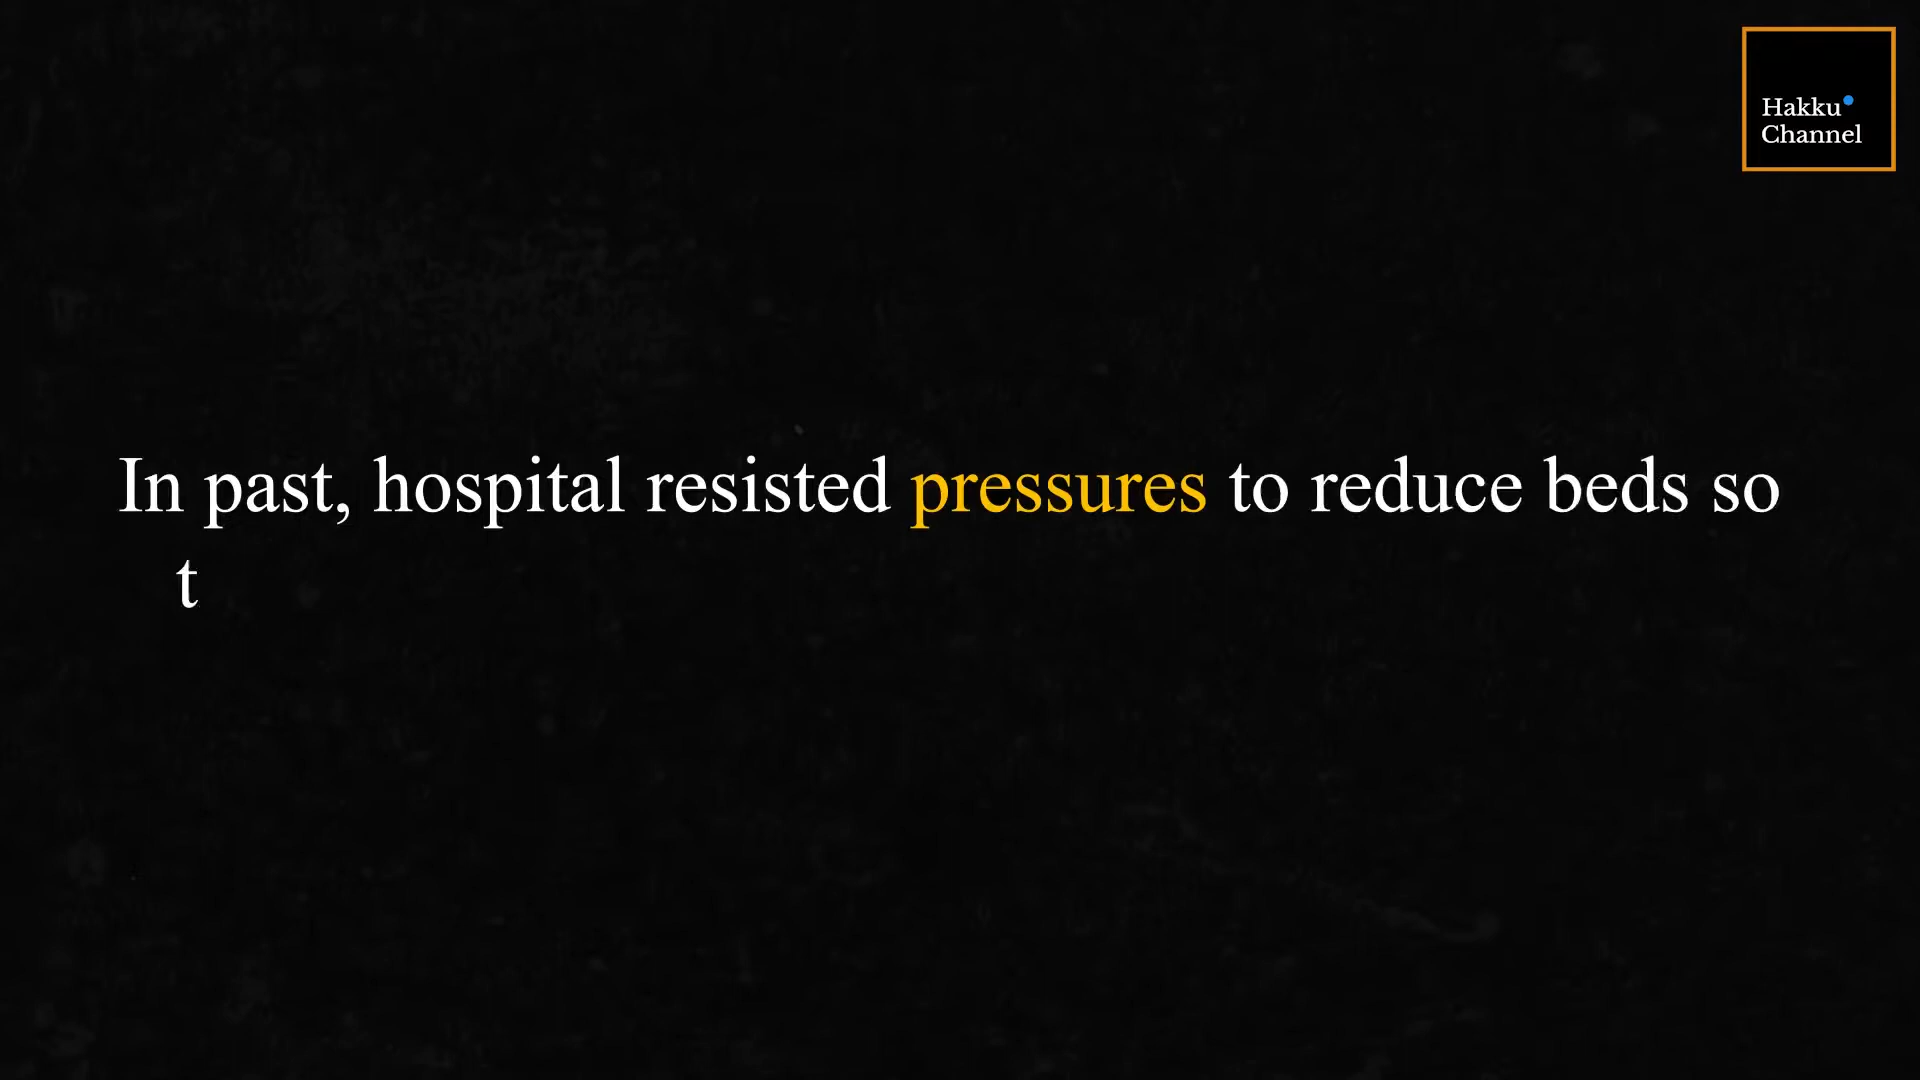 Hakku
Channel
In past, hospital resisted pressures to reduce beds so
t